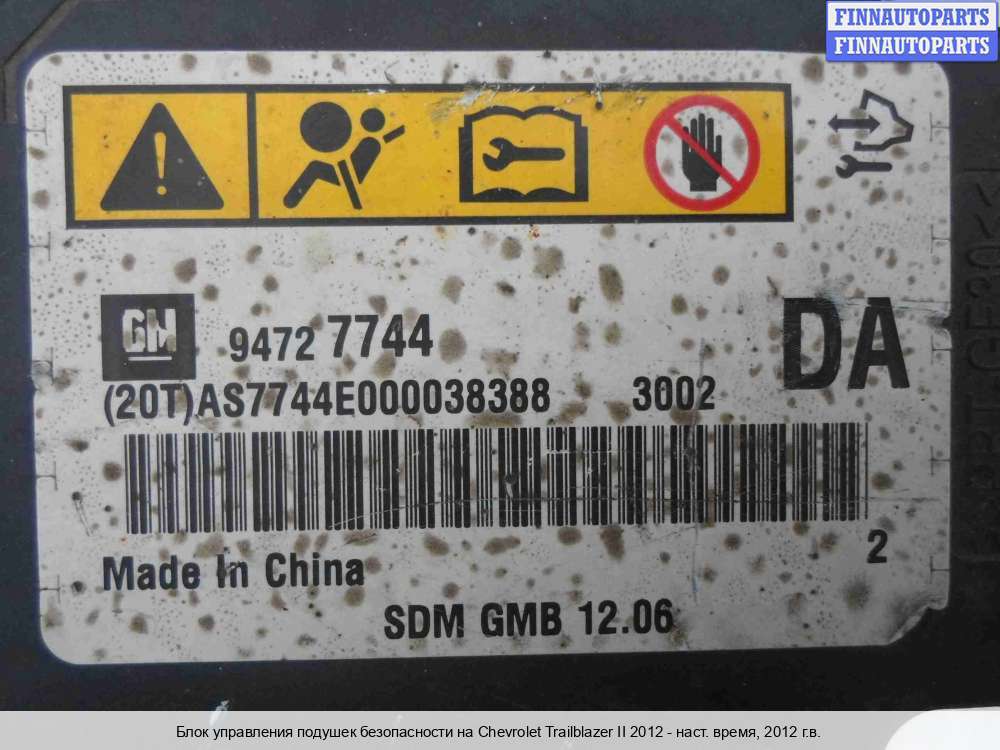 FINNAUTOPARTS
FINNAUTOPARTS
GM 9472 7744 DA
(20T)AS7744E000038388 3002
2
Made In China
SDM GMB 12.06
Блок управления подушек безопасности на Chevrolet Trailblazer II 2012 - наст. время, 2012 г.в.